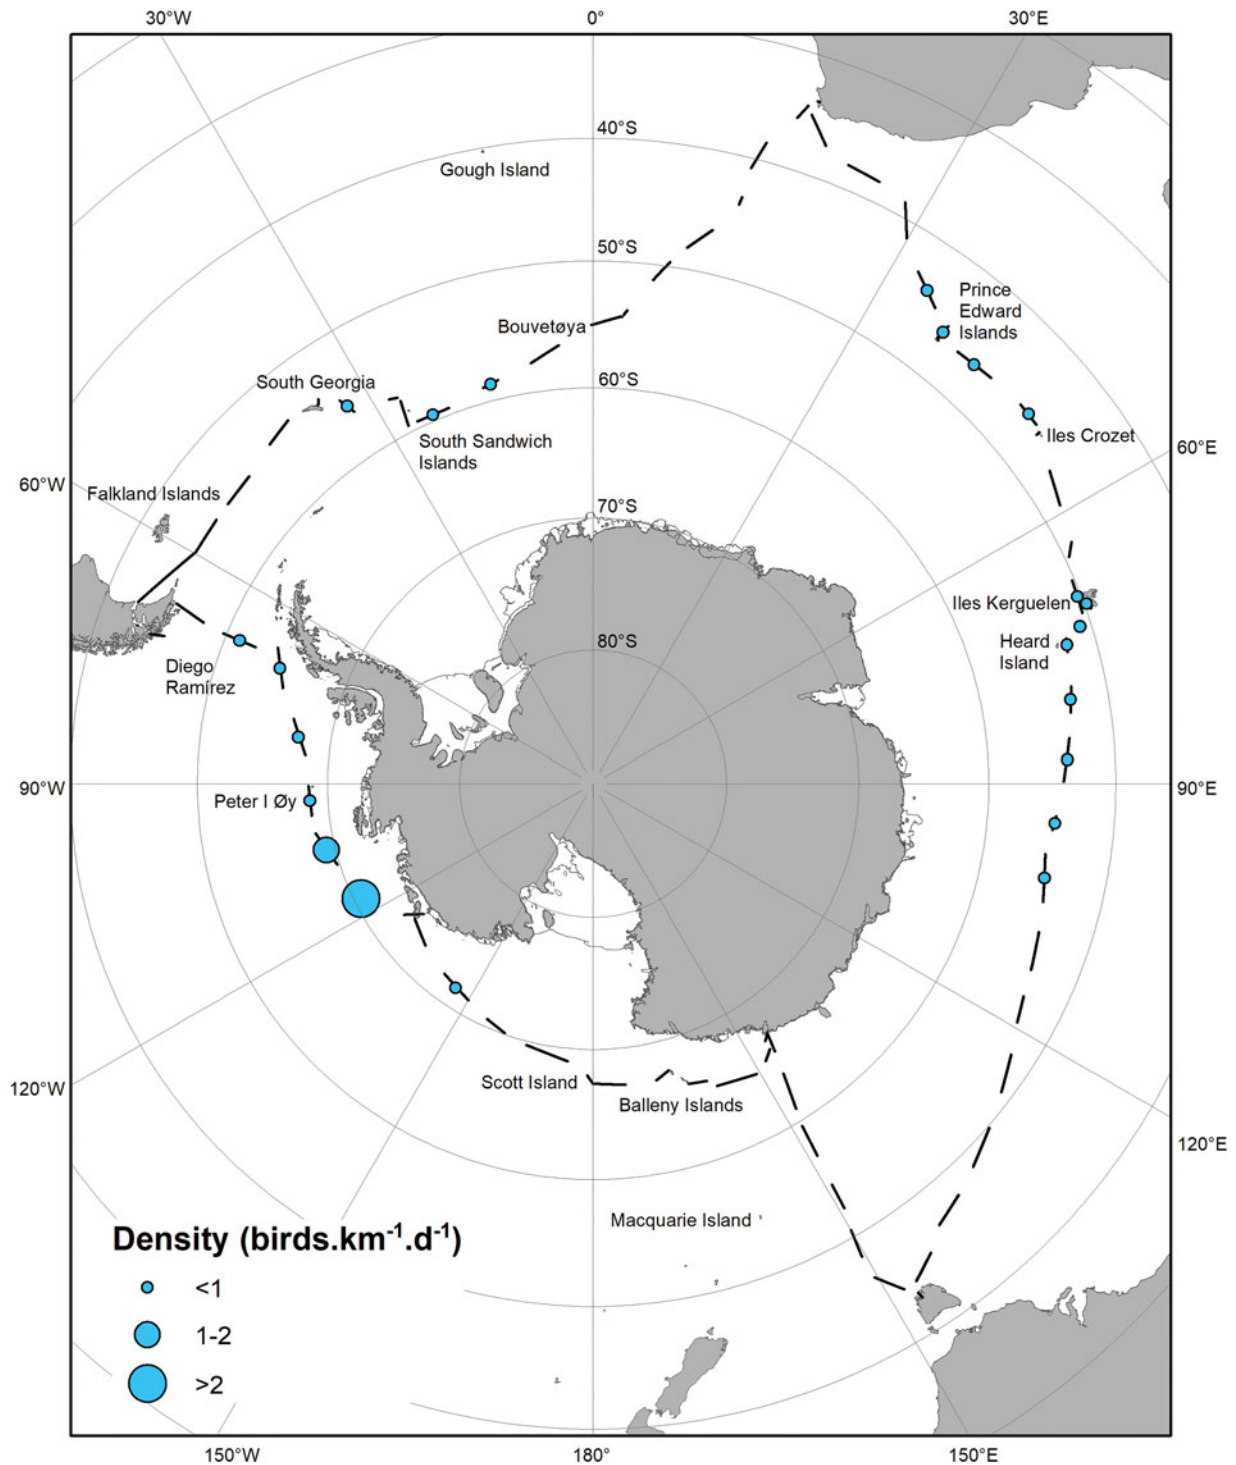 30°W
0°
30°E
40°S
Gough Island
50°S
Prince
Edward
Islands
Bouvetøya
60°S
South Georgia
Iles Crozet
South Sandwich
Islands
60°E
60°W
Falkland Islands
70°S
Iles Kerguelen
80°S
Heard
Island
Diego
Ramírez
90°W
Peter I Øy
90°E
Scott Island
120°W
Balleny Islands
120°E
Macquarie Island
Density (birds.km⁻¹.d⁻¹)
<1
1-2
>2
150°W
180°
150°E